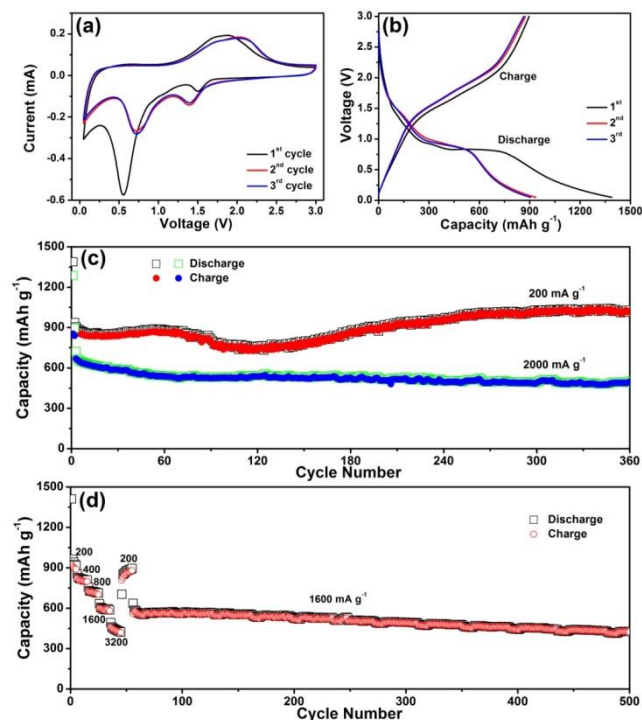 (a)
0.2
0.0
-0.2
-0.4
-0.6
Current (mA)
1st cycle
2nd cycle
3rd cycle
0.0 0.5 1.0 1.5 2.0 2.5 3.0
Voltage (V)
(b)
3.0
2.5
2.0
1.5
1.0
0.5
0.0
Voltage (V)
Charge
Discharge
1st
2nd
3rd
0 300 600 900 1200 1500
Capacity (mAh g-1)
(c)
1500
1200
900
600
300
0
Capacity (mAh g-1)
Discharge
Charge
200 mA g-1
2000 mA g-1
0 60 120 180 240 300 360
Cycle Number
(d)
1500
1200
900
600
300
0
Capacity (mAh g-1)
Discharge
Charge
200
400
800
1600
3200
200
1600 mA g-1
0 100 200 300 400 500
Cycle Number